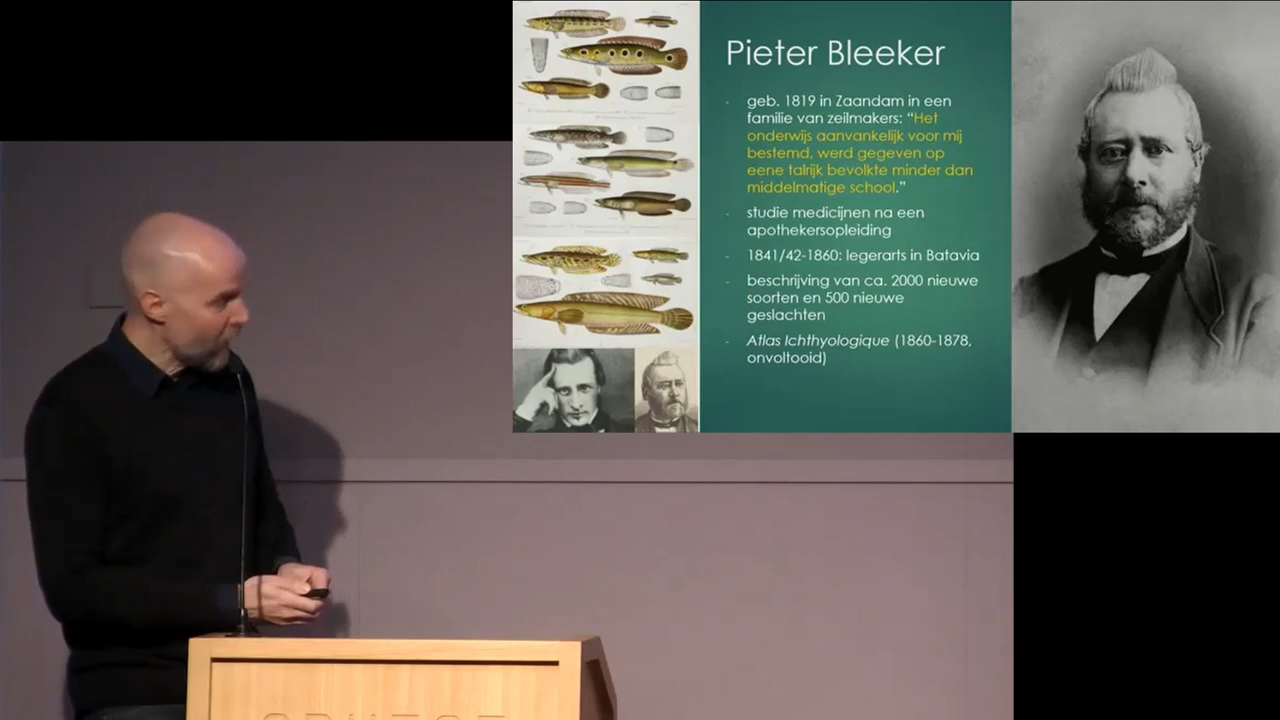 Pieter Bleeker
- geb. 1819 in Zaandam in een
familie van zeilmakers: “Het
onderwijs aanvankelijk voor mij
bestemd, werd gegeven op
eene talrijk bevolkte minder dan
middelmatige school.”
- studie medicijnen na een
apothekersopleiding
- 1841/42-1860: legerarts in Batavia
- beschrijving van ca. 2000 nieuwe
soorten en 500 nieuwe
geslachten
- Atlas Ichthyologique (1860-1878,
onvoltooid)